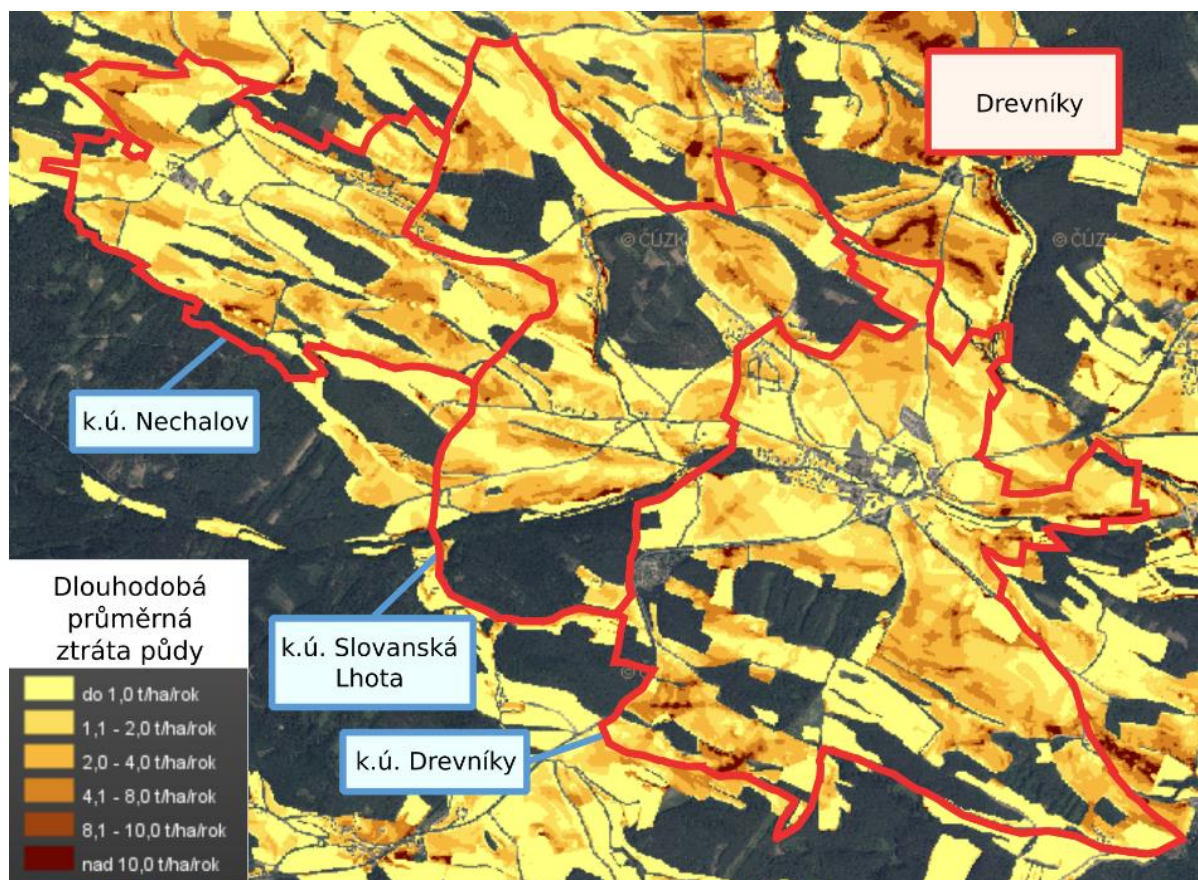 Drevníky
© ČÚZK
© ČÚZK
k.ú. Nechalov
k.ú. Slovanská
Lhota
k.ú. Drevníky
Dlouhodobá
průměrná
ztráta půdy
do 1,0 t/ha/rok
1,1 - 2,0 t/ha/rok
2,0 - 4,0 t/ha/rok
4,1 - 8,0 t/ha/rok
8,1 - 10,0 t/ha/rok
nad 10,0 t/ha/rok